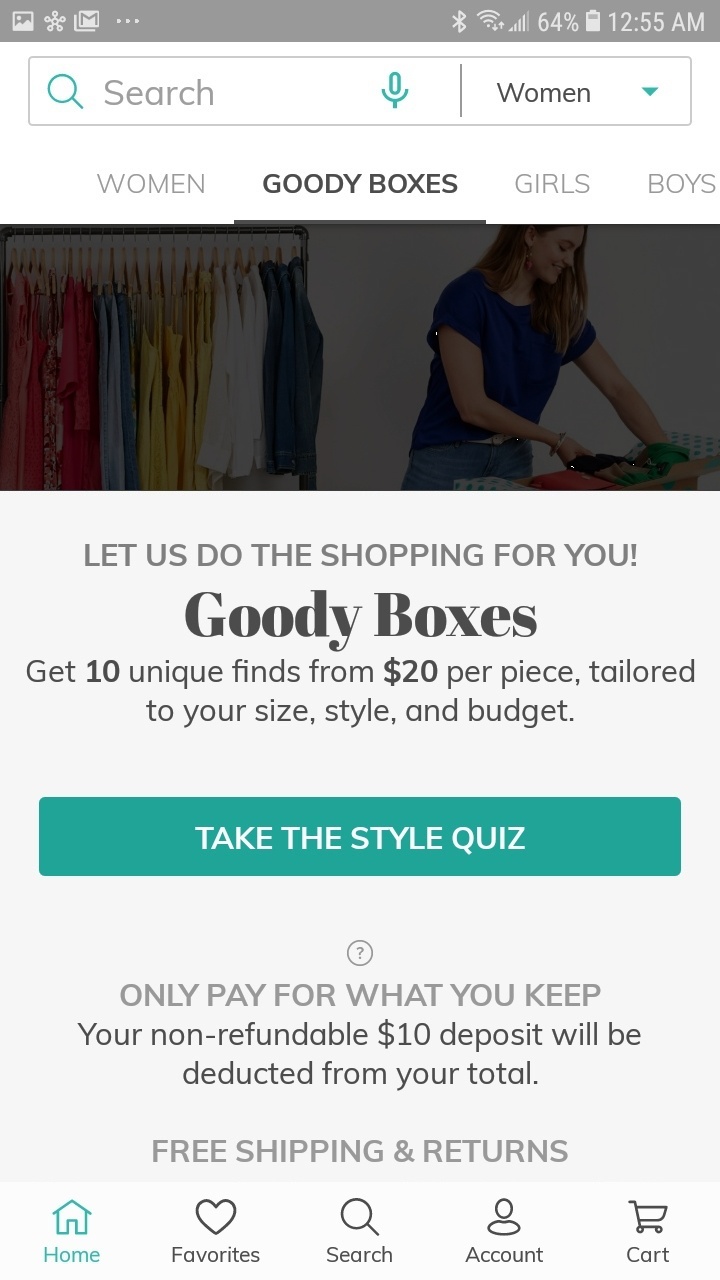 64% 12:55 AM
Search Women
WOMEN GOODY BOXES GIRLS BOYS
LET US DO THE SHOPPING FOR YOU!
Goody Boxes
Get 10 unique finds from $20 per piece, tailored
to your size, style, and budget.
TAKE THE STYLE QUIZ
?
ONLY PAY FOR WHAT YOU KEEP
Your non-refundable $10 deposit will be
deducted from your total.
FREE SHIPPING & RETURNS
Home Favorites Search Account Cart